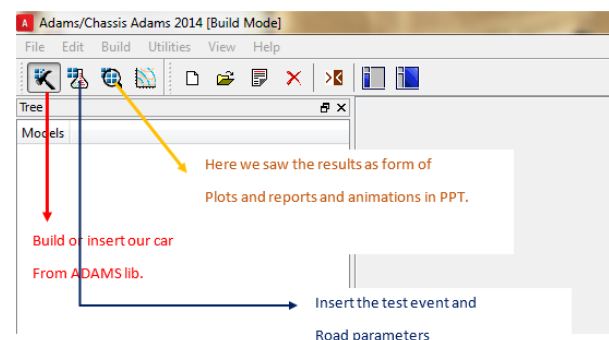 Adams/Chassis Adams 2014 [Build Mode]
File Edit Build Utilities View Help
Tree
Models
Here we saw the results as form of
Plots and reports and animations in PPT.
Build or insert our car
From ADAMS lib.
Insert the test event and
Road parameters